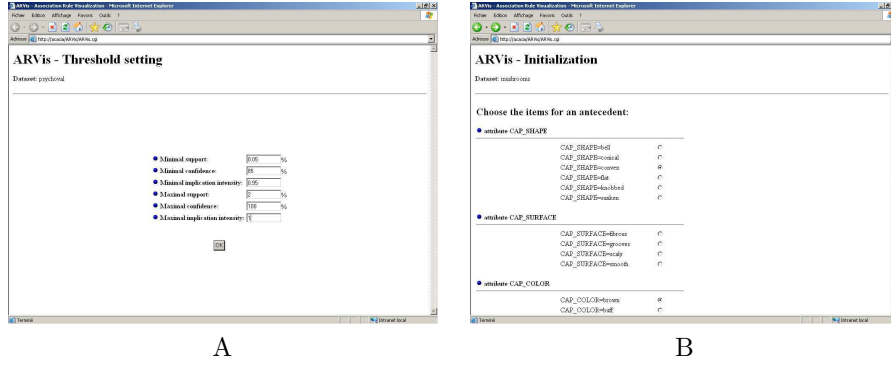 ARVis - Association Rule Visualization - Microsoft Internet Explorer
Fichier Edition Affichage Favoris Outils ?
Adresse http://acacia/ARVis/ARVis.cgi
ARVis - Threshold setting
Dataset: psychoval
Minimal support: 0.05 %
Minimal confidence: 85 %
Minimal implication intensity: 0.95
Maximal support: 2 %
Maximal confidence: 100 %
Maximal implication intensity: 1
OK
Terminé Intranet local
A
ARVis - Association Rule Visualization - Microsoft Internet Explorer
Fichier Edition Affichage Favoris Outils ?
Adresse http://acacia/ARVis/ARVis.cgi
ARVis - Initialization
Dataset: mushrooms
Choose the items for an antecedent:
attribute CAP_SHAPE
CAP_SHAPE=bell
CAP_SHAPE=conical
CAP_SHAPE=convex
CAP_SHAPE=flat
CAP_SHAPE=knobbed
CAP_SHAPE=sunken
attribute CAP_SURFACE
CAP_SURFACE=fibrous
CAP_SURFACE=grooves
CAP_SURFACE=scaly
CAP_SURFACE=smooth
attribute CAP_COLOR
CAP_COLOR=brown
CAP_COLOR=buff
Terminé Intranet local
B